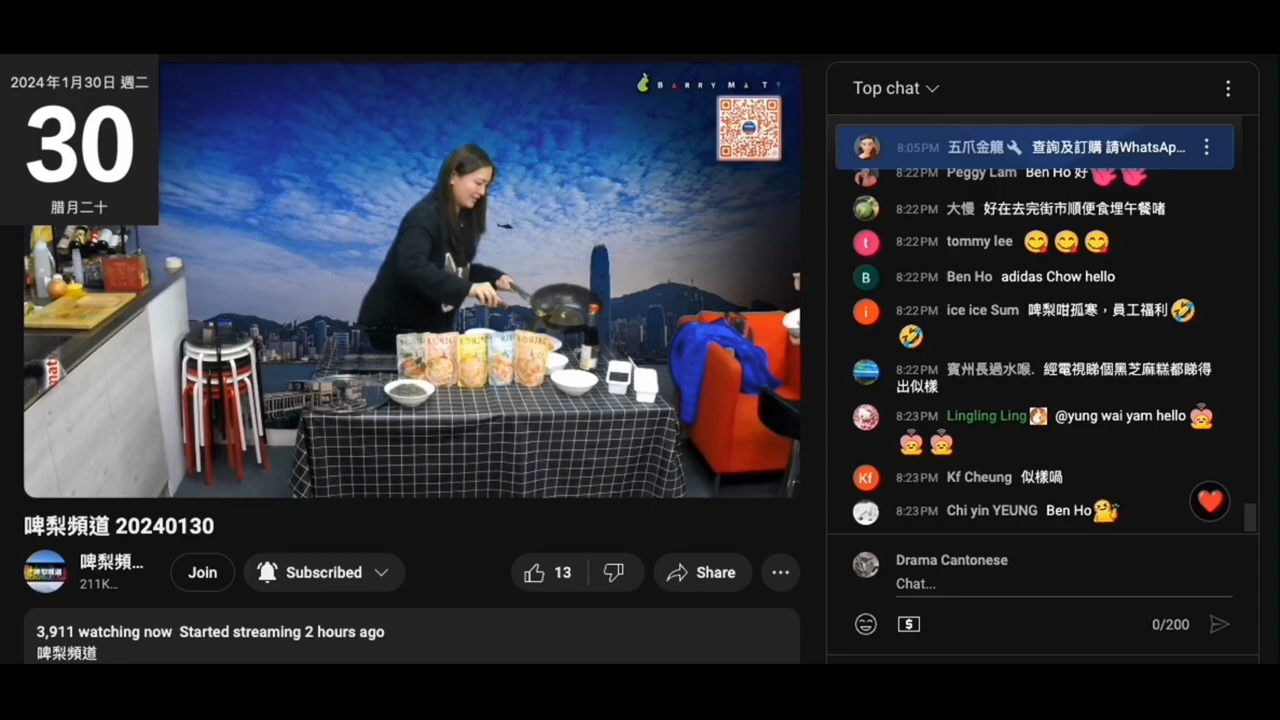 2024年1月30日 週二
30
腊月二十
BARRY MA TV
KONJAC
啤梨頻道 20240130
啤梨頻...
211K...
Join
Subscribed
13
Share
3,911 watching now Started streaming 2 hours ago
啤梨頻道
Top chat
8:05PM 五爪金龍 查詢及訂購 請WhatsAp...
8:22PM Peggy Lam Ben Ho 好
8:22PM 大慢 好在去完街市順便食埋午餐啫
t
8:22PM tommy lee 😋😋😋
B
8:22PM Ben Ho adidas Chow hello
i
8:22PM ice ice Sum 啤梨咁孤寒，員工福利🤣
🤣
8:22PM 賓州長過水喉. 經電視睇個黑芝麻糕都睇得
出似樣
8:23PM Lingling Ling @yung wai yam hello
Kf
8:23PM Kf Cheung 似樣喎
8:23PM Chi yin YEUNG Ben Ho
Drama Cantonese
Chat...
0/200